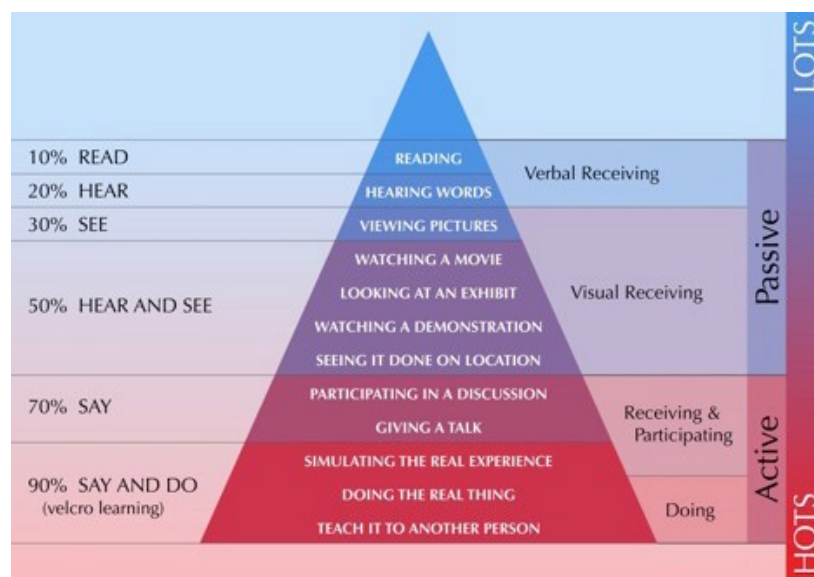 LOTS
10% READ
READING
Verbal Receiving
20% HEAR
HEARING WORDS
30% SEE
VIEWING PICTURES
Passive
WATCHING A MOVIE
50% HEAR AND SEE
LOOKING AT AN EXHIBIT
Visual Receiving
WATCHING A DEMONSTRATION
SEEING IT DONE ON LOCATION
70% SAY
PARTICIPATING IN A DISCUSSION
GIVING A TALK
Receiving &
Participating
Active
90% SAY AND DO
(velcro learning)
SIMULATING THE REAL EXPERIENCE
DOING THE REAL THING
TEACH IT TO ANOTHER PERSON
Doing
HOTS